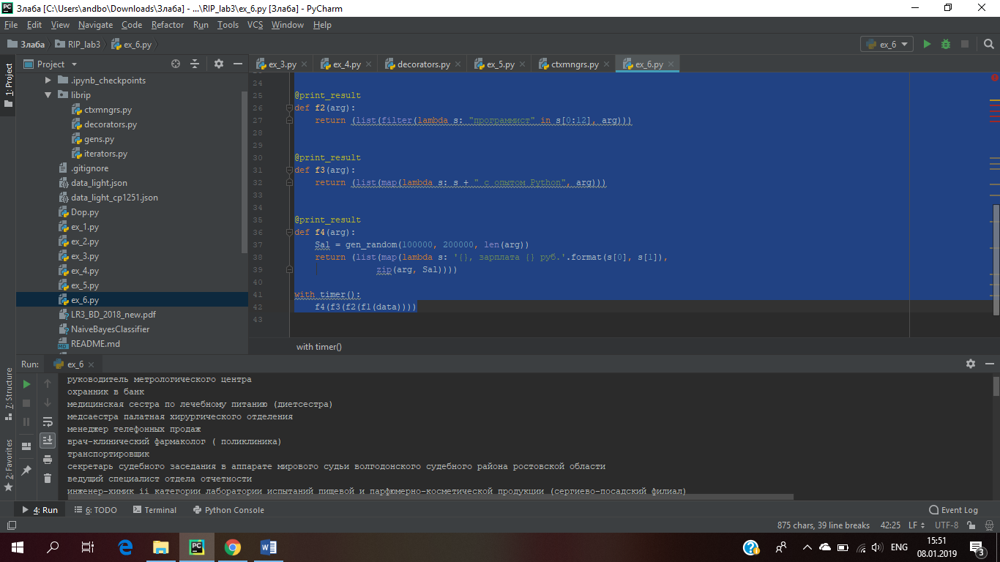 Злаба [C:\Users\andbo\Downloads\Злаба] - ...\RIP_lab3\ex_6.py [Злаба] - PyCharm
File Edit View Navigate Code Refactor Run Tools VCS Window Help
Злаба RIP_lab3 ex_6.py ex_6
1: Project
Project
ex_3.py ex_4.py decorators.py ex_5.py ctxmngrs.py ex_6.py
.ipynb_checkpoints
librip
ctxmngrs.py
decorators.py
gens.py
iterators.py
.gitignore
data_light.json
data_light_cp1251.json
Dop.py
ex_1.py
ex_2.py
ex_3.py
ex_4.py
ex_5.py
ex_6.py
LR3_BD_2018_new.pdf
NaiveBayesClassifier
README.md
24
25 @print_result
26 def f2(arg):
27 return (list(filter(lambda s: "программист" in s[0:12], arg)))
28
29
30 @print_result
31 def f3(arg):
32 return (list(map(lambda s: s + " с опытом Python", arg)))
33
34
35 @print_result
36 def f4(arg):
37 Sal = gen_random(100000, 200000, len(arg))
38 return (list(map(lambda s: '{}, зарплата {} руб.'.format(s[0], s[1]),
39 zip(arg, Sal))))
40
41 with timer():
42 f4(f3(f2(f1(data))))
43
with timer()
Run: ex_6
7: Structure
2: Favorites
руководитель метрологического центра
охранник в банк
медицинская сестра по лечебному питанию (диетсестра)
медсаестра палатная хирургического отделения
менеджер телефонных продаж
врач-клинический фармаколог ( поликлиника)
транспортировщик
секретарь судебного заседания в аппарате мирового судьи волгодонского судебного района ростовской области
ведущий специалист отдела отчетности
инженер-химик ii категории лаборатории испытаний пищевой и парфюмерно-косметической продукции (сергиево-посадский филиал)
4: Run 6: TODO Terminal Python Console Event Log
875 chars, 39 line breaks 42:25 LF UTF-8
ENG 15:51
08.01.2019 3